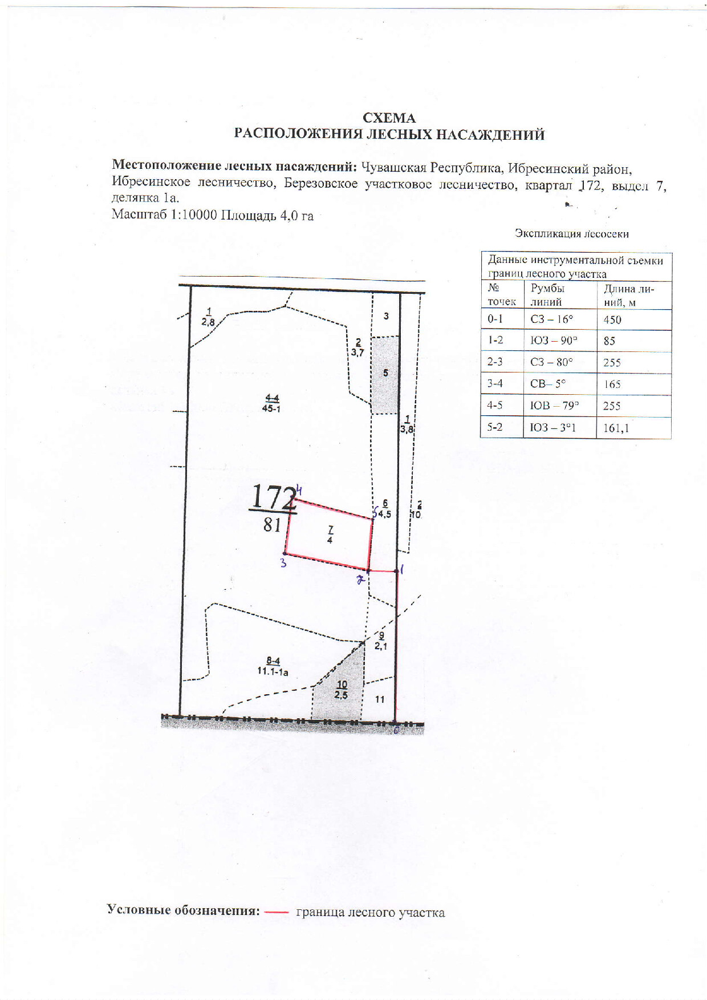 СХЕМА
РАСПОЛОЖЕНИЯ ЛЕСНЫХ НАСАЖДЕНИЙ
Местоположение лесных насаждений: Чувашская Республика, Ибресинский район,
Ибресинское лесничество, Березовское участковое лесничество, квартал 172, выдел 7,
делянка 1а.
Масштаб 1:10000 Площадь 4,0 га
Экспликация лесосеки
Данные инструментальной съемки
границ лесного участка
№ точек Румбы линий Длина ли-
ний, м
0-1 СЗ – 16° 450
1-2 ЮЗ – 90° 85
2-3 СЗ – 80° 255
3-4 СВ– 5° 165
4-5 ЮВ – 79° 255
5-2 ЮЗ – 3°1 161,1
1
2,8
3
2
3,7
5
4-4
45-1
1
3,8
172
81
4
6
4,5
5
2
10
7
4
3
2
1
9
2,1
8-4
11.1-1а
10
2,5
11
0
Условные обозначения: граница лесного участка